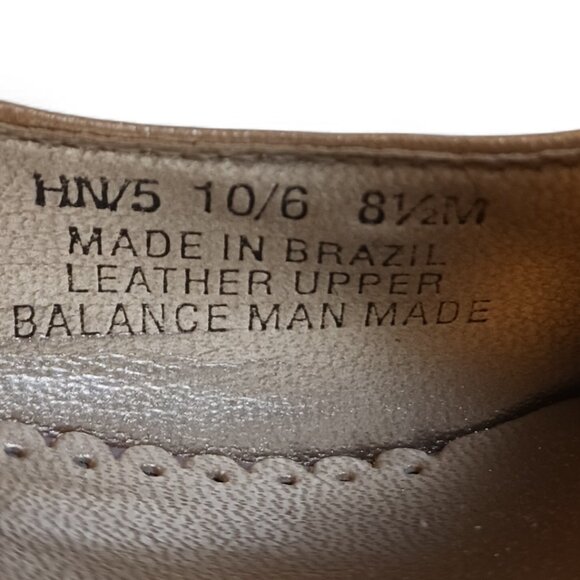 HN/5 10/6 8½M
MADE IN BRAZIL
LEATHER UPPER
BALANCE MAN MADE